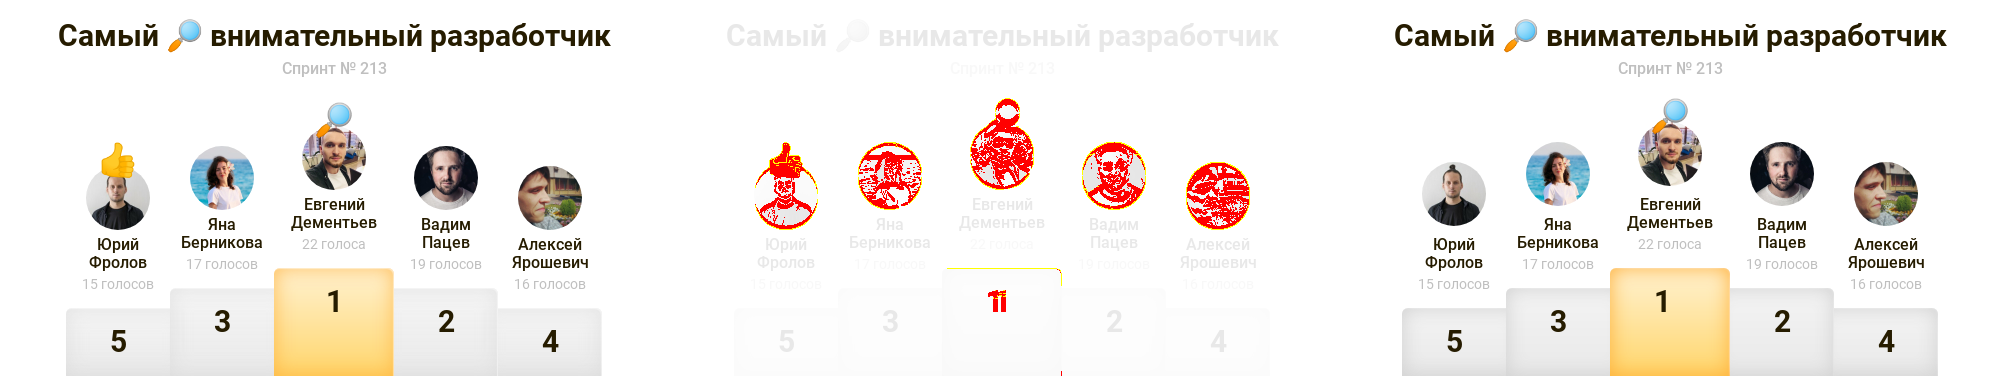 Самый 🔎 внимательный разработчик
Спринт № 213
Юрий
Фролов
15 голосов
Яна
Берникова
17 голосов
Евгений
Дементьев
22 голоса
Вадим
Пацев
19 голосов
Алексей
Ярошевич
16 голосов
5
3
1
2
4
Самый 🔎 внимательный разработчик
Спринт № 213
Юрий
Фролов
15 голосов
Яна
Берникова
17 голосов
Евгений
Дементьев
22 голоса
Вадим
Пацев
19 голосов
Алексей
Ярошевич
16 голосов
5
3
2
4
Самый 🔎 внимательный разработчик
Спринт № 213
Юрий
Фролов
15 голосов
Яна
Берникова
17 голосов
Евгений
Дементьев
22 голоса
Вадим
Пацев
19 голосов
Алексей
Ярошевич
16 голосов
5
3
1
2
4